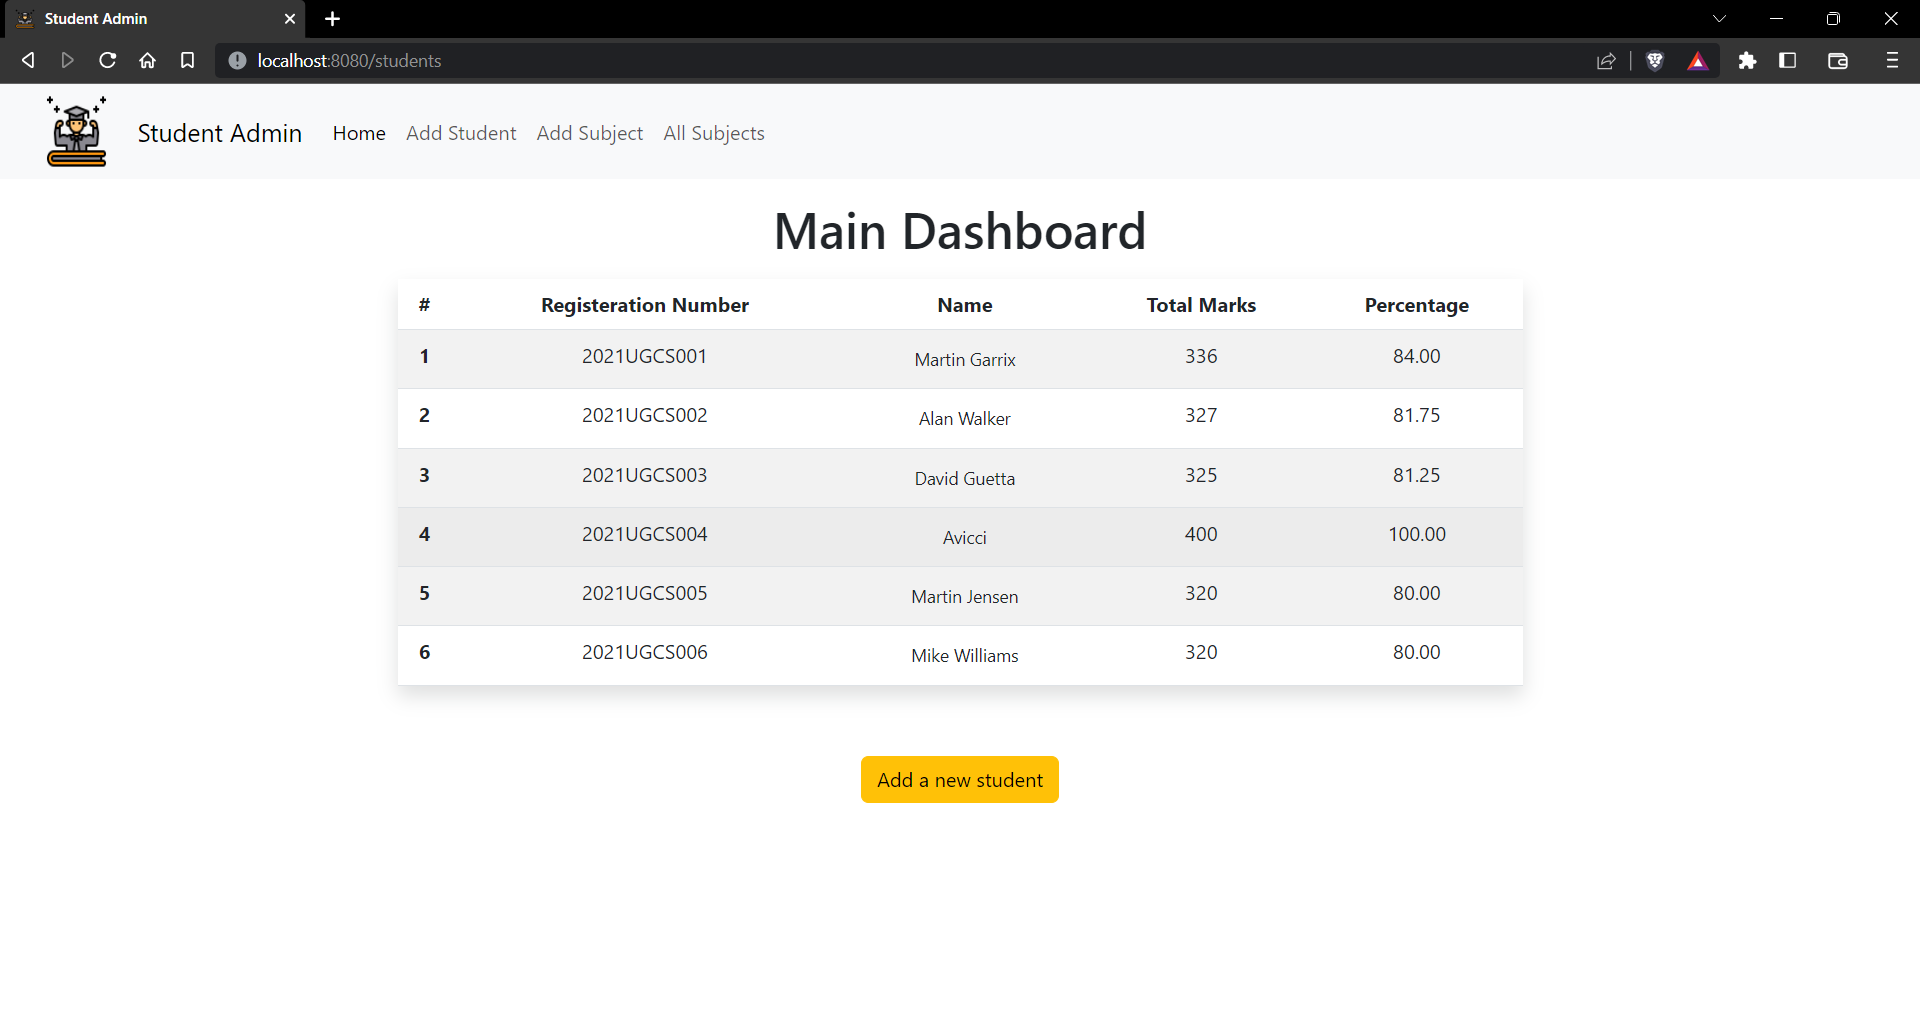 Student Admin
localhost:8080/students
Student Admin Home Add Student Add Subject All Subjects
Main Dashboard
# Registeration Number Name Total Marks Percentage
1 2021UGCS001 Martin Garrix 336 84.00
2 2021UGCS002 Alan Walker 327 81.75
3 2021UGCS003 David Guetta 325 81.25
4 2021UGCS004 Avicci 400 100.00
5 2021UGCS005 Martin Jensen 320 80.00
6 2021UGCS006 Mike Williams 320 80.00
Add a new student